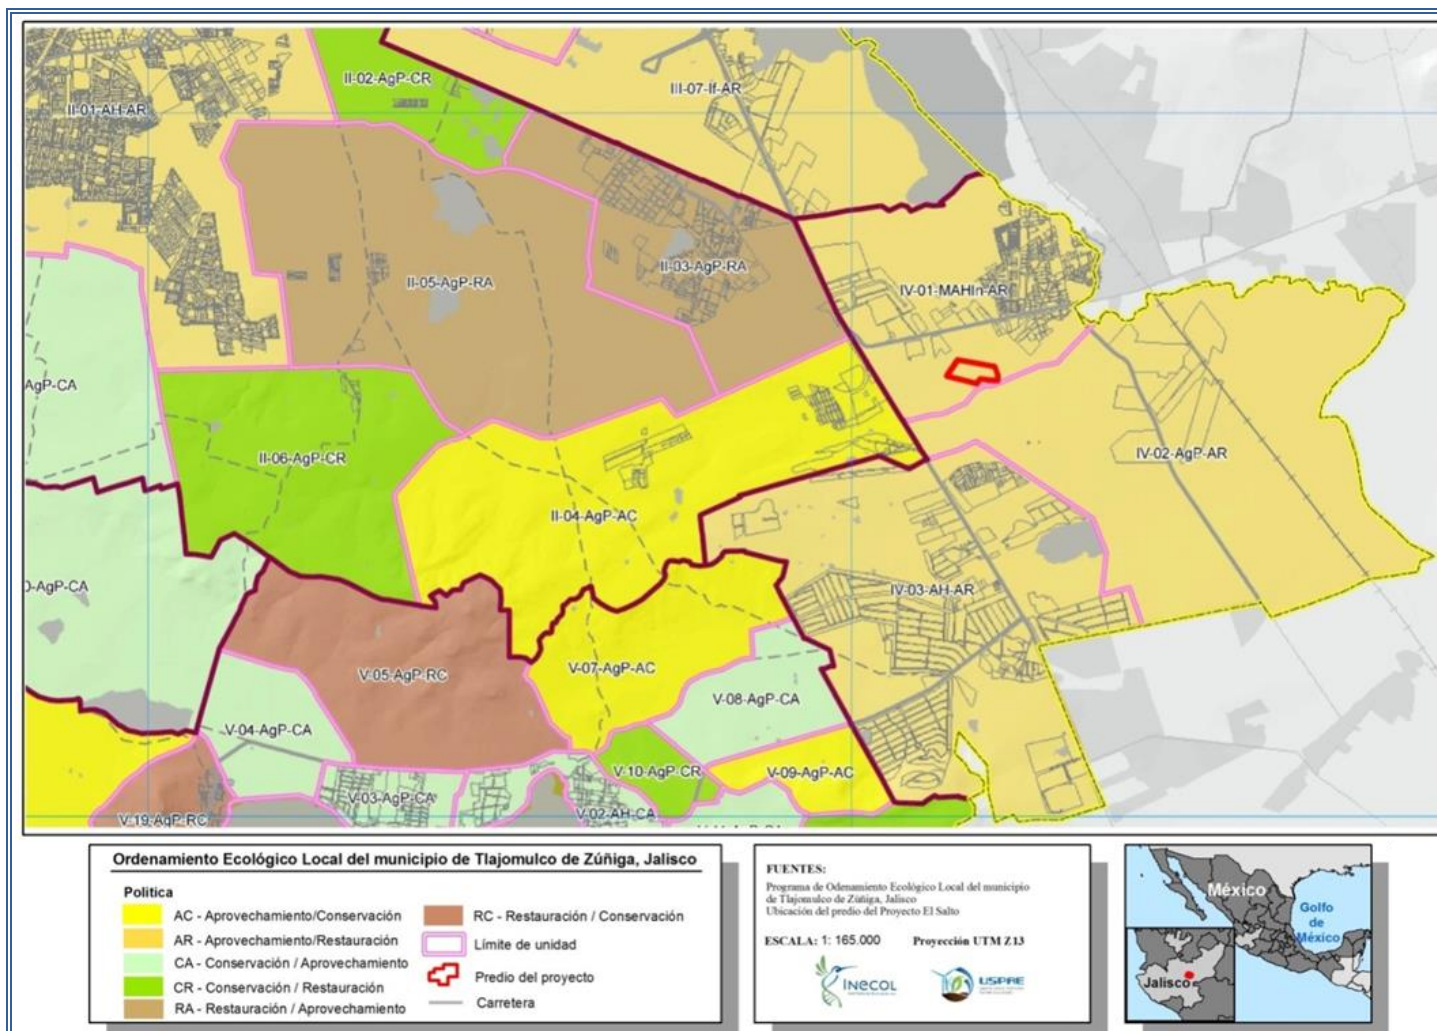 II-02-AgP-CR
III-07-If-AR
II-01-AH-AR
II-03-AgP-RA
II-05-AgP-RA
IV-01-MAHIn-AR
AgP-CA
II-06-AgP-CR
IV-02-AgP-AR
II-04-AgP-AC
AgP-CA
IV-03-AH-AR
V-05-AgP-RC
V-07-AgP-AC
V-08-AgP-CA
V-04-AgP-CA
V-10-AgP-CR
V-09-AgP-AC
V-03-AgP-CA
V-02-AH-CA
V-19-AgP-RC
Ordenamiento Ecológico Local del municipio de Tlajomulco de Zúñiga, Jalisco
Política
AC - Aprovechamiento/Conservación
AR - Aprovechamiento/Restauración
CA - Conservación / Aprovechamiento
CR - Conservación / Restauración
RA - Restauración / Aprovechamiento
RC - Restauración / Conservación
Límite de unidad
Predio del proyecto
Carretera
FUENTES:
Programa de Odenamiento Ecológico Local del municipio
de Tlajomulco de Zúñiga, Jalisco
Ubicación del predio del Proyecto El Salto
ESCALA: 1: 165.000 Proyección UTM Z13
INECOL
USPRE
México
Golfo
de
México
Jalisco